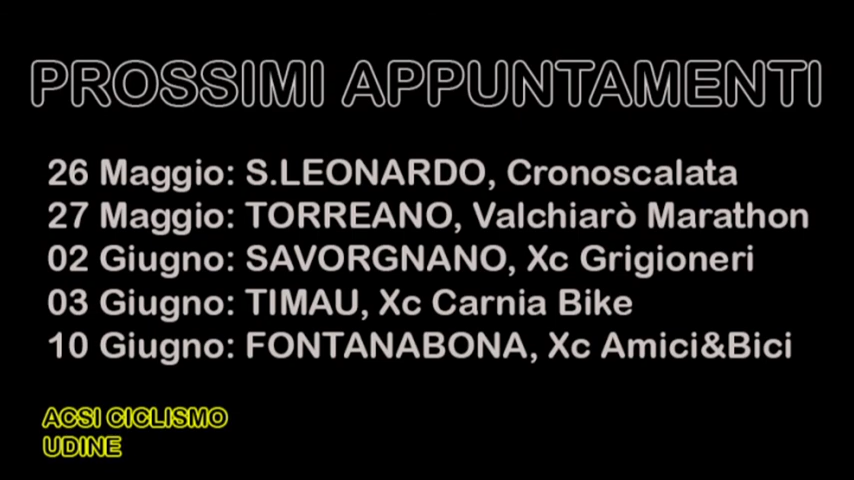 PROSSIMI APPUNTAMENTI
26 Maggio: S.LEONARDO, Cronoscalata
27 Maggio: TORREANO, Valchiarò Marathon
02 Giugno: SAVORGNANO, Xc Grigioneri
03 Giugno: TIMAU, Xc Carnia Bike
10 Giugno: FONTANABONA, Xc Amici&Bici
ACSI CICLISMO
UDINE